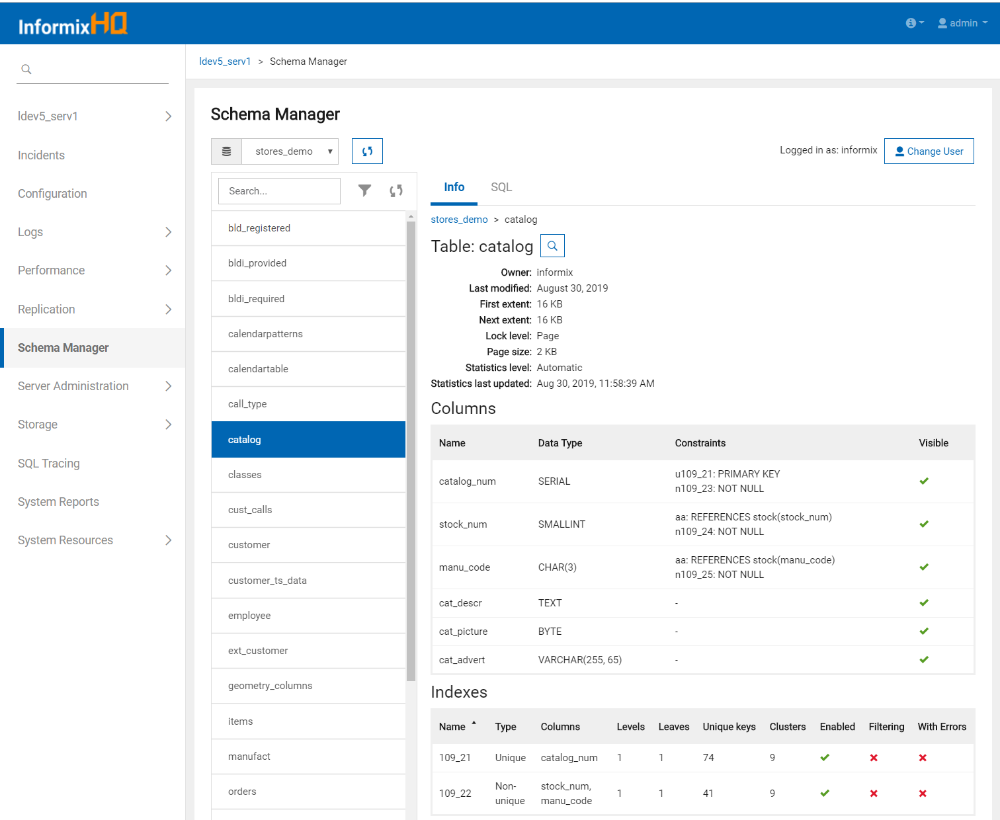 InformixHQ
admin
ldev5_serv1 > Schema Manager
ldev5_serv1
Incidents
Configuration
Logs
Performance
Replication
Schema Manager
Server Administration
Storage
SQL Tracing
System Reports
System Resources
Schema Manager
stores_demo
Logged in as: informix
Change User
Search...
bld_registered
bldi_provided
bldi_required
calendarpatterns
calendartable
call_type
catalog
classes
cust_calls
customer
customer_ts_data
employee
ext_customer
geometry_columns
items
manufact
orders
Info SQL
stores_demo > catalog
Table: catalog
Owner: informix
Last modified: August 30, 2019
First extent: 16 KB
Next extent: 16 KB
Lock level: Page
Page size: 2 KB
Statistics level: Automatic
Statistics last updated: Aug 30, 2019, 11:58:39 AM
Columns
Name Data Type Constraints Visible
catalog_num SERIAL u109_21: PRIMARY KEY
n109_23: NOT NULL
stock_num SMALLINT aa: REFERENCES stock(stock_num)
n109_24: NOT NULL
manu_code CHAR(3) aa: REFERENCES stock(manu_code)
n109_25: NOT NULL
cat_descr TEXT -
cat_picture BYTE -
cat_advert VARCHAR(255, 65) -
Indexes
Name Type Columns Levels Leaves Unique keys Clusters Enabled Filtering With Errors
109_21 Unique catalog_num 1 1 74 9
109_22 Non-unique stock_num, manu_code 1 1 41 9